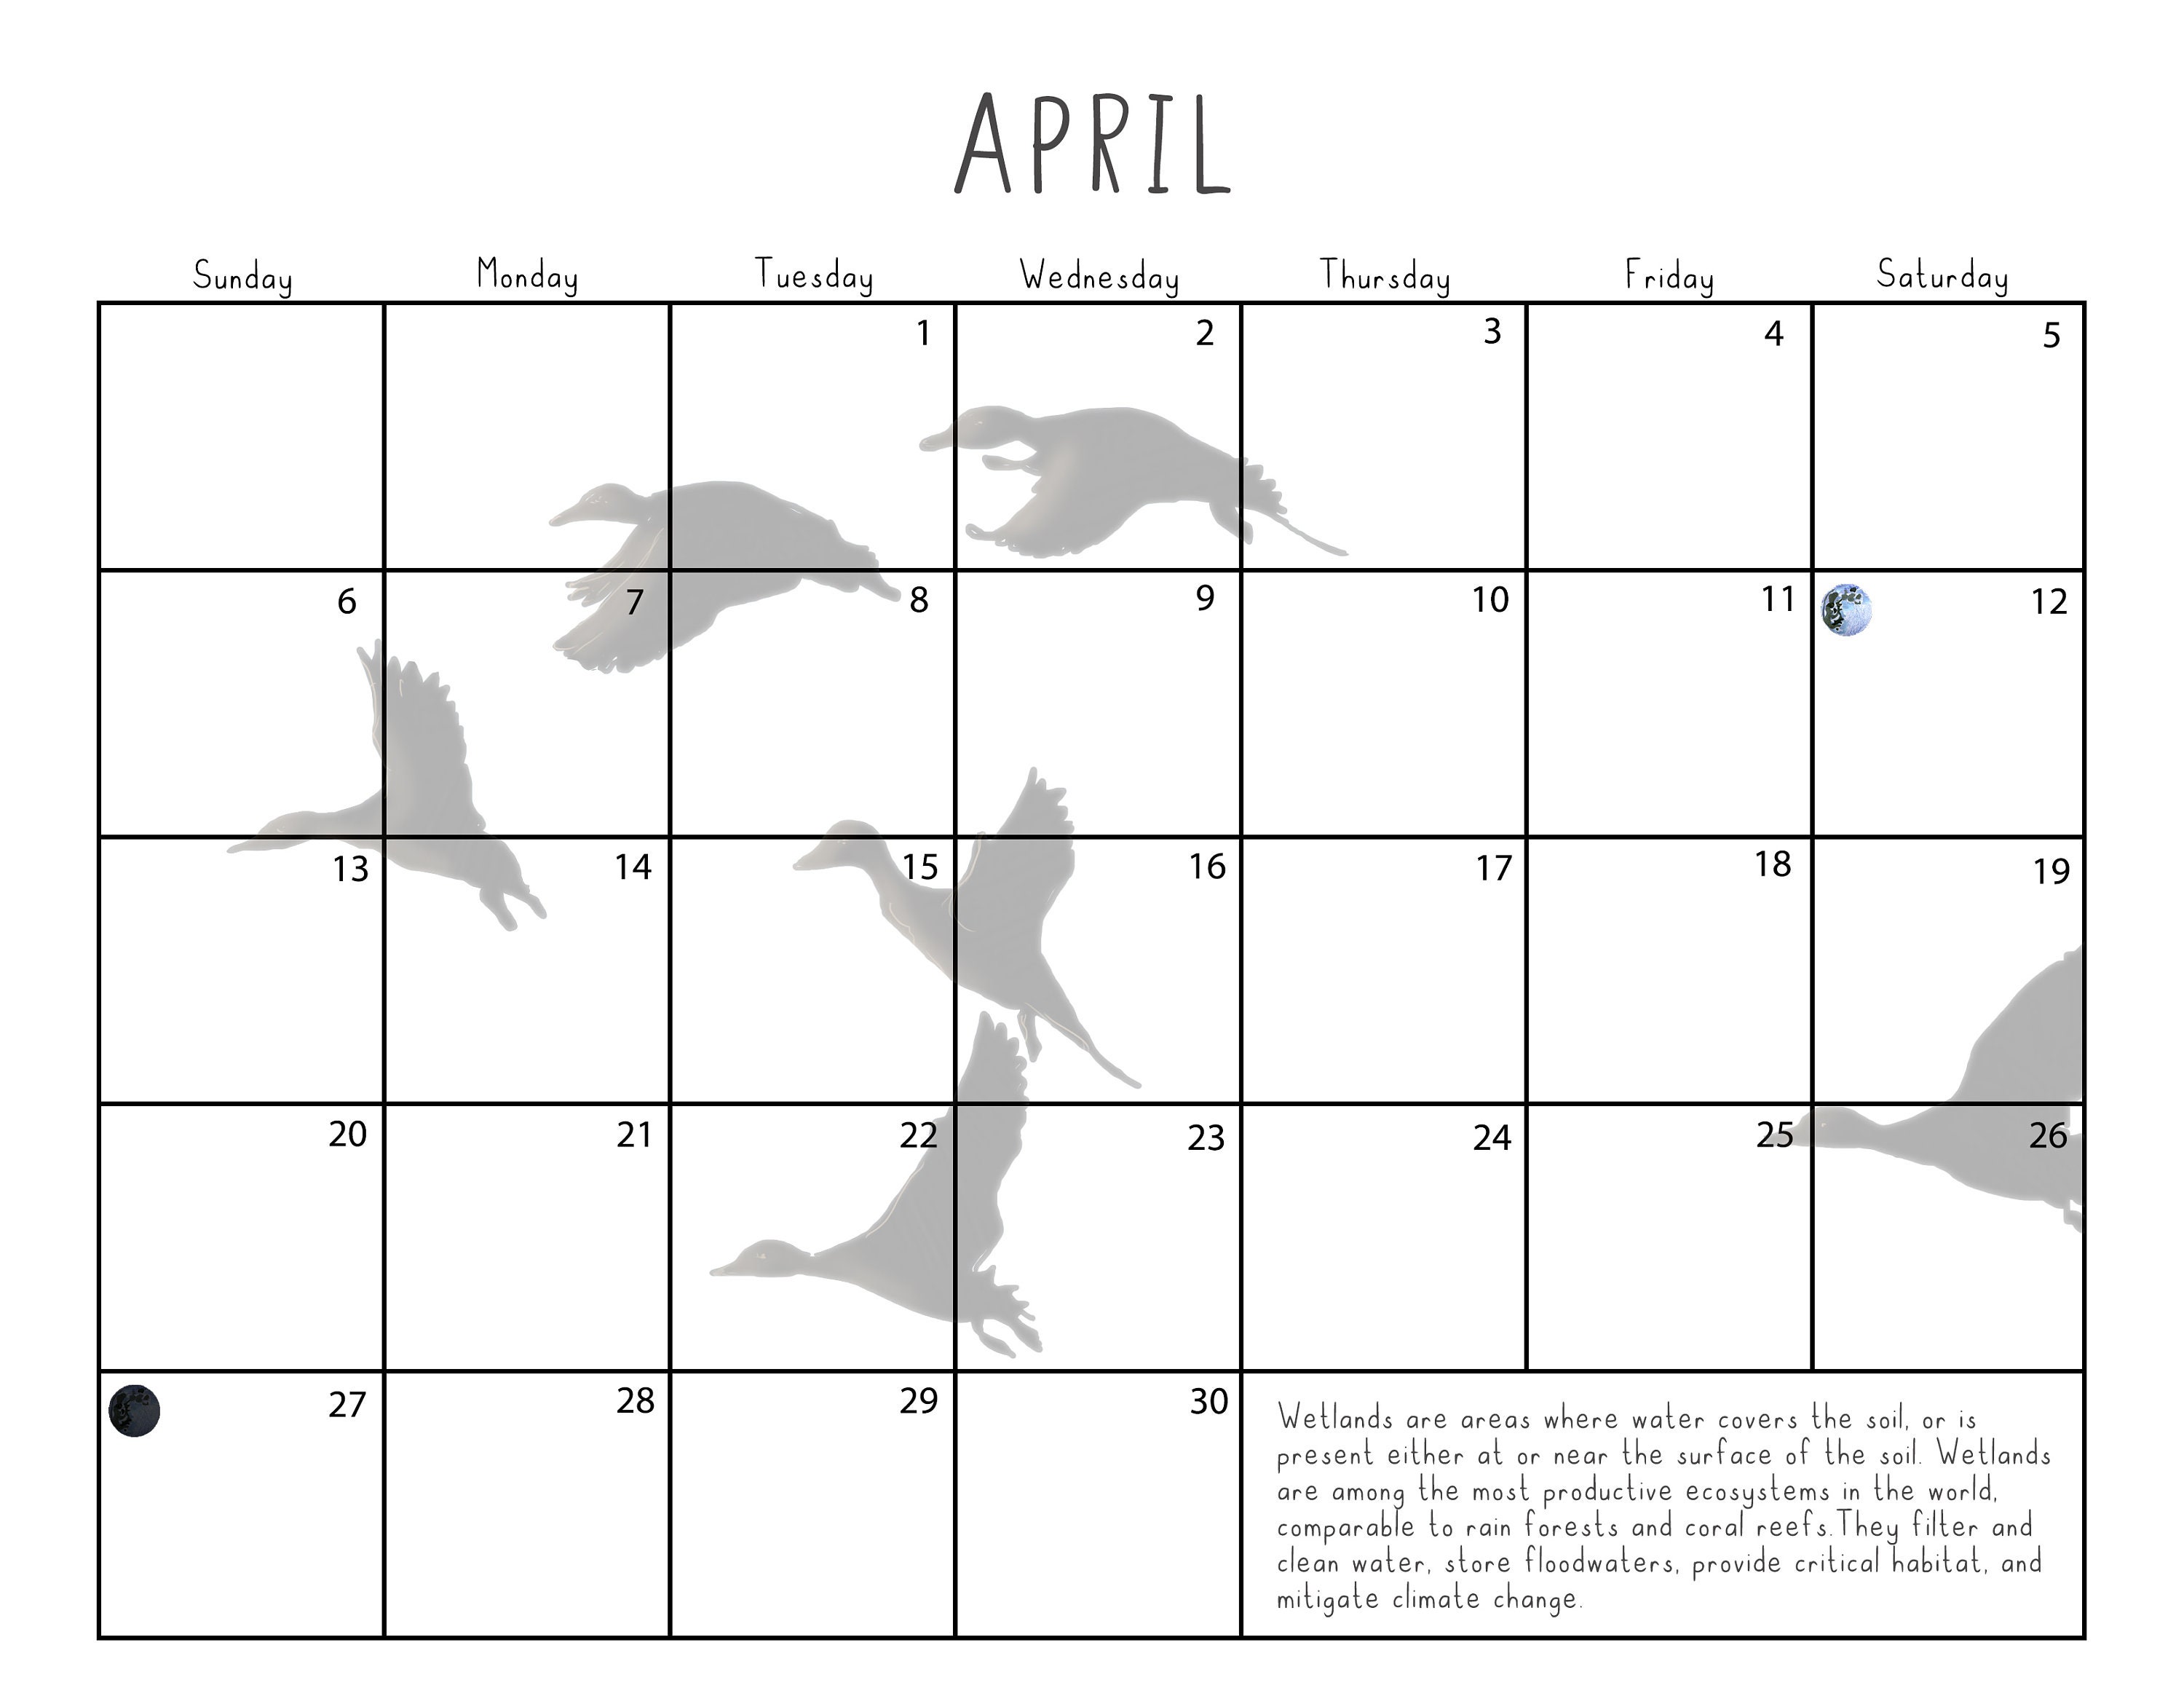 APRIL
Sunday Monday Tuesday Wednesday Thursday Friday Saturday
1 2 3 4 5
6 7 8 9 10 11 12
13 14 15 16 17 18 19
20 21 22 23 24 25 26
27 28 29 30
Wetlands are areas where water covers the soil, or is
present either at or near the surface of the soil. Wetlands
are among the most productive ecosystems in the world,
comparable to rain forests and coral reefs.They filter and
clean water, store floodwaters, provide critical habitat, and
mitigate climate change.